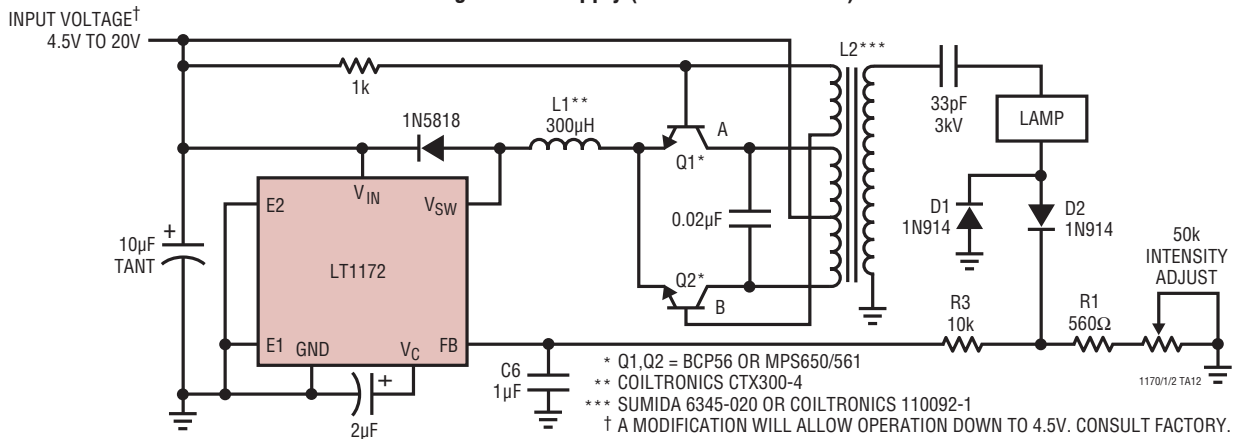 INPUT VOLTAGE†
4.5V TO 20V
1k
1N5818
L1**
300µH
A
Q1*
L2***
33pF
3kV
LAMP
D1
1N914
D2
1N914
50k
INTENSITY
ADJUST
0.02µF
Q2*
B
E2
VIN
VSW
+
10µF
TANT
LT1172
E1
GND
VC
FB
+
2µF
C6
1µF
R3
10k
R1
560Ω
1170/1/2 TA12
* Q1,Q2 = BCP56 OR MPS650/561
** COILTRONICS CTX300-4
*** SUMIDA 6345-020 OR COILTRONICS 110092-1
† A MODIFICATION WILL ALLOW OPERATION DOWN TO 4.5V. CONSULT FACTORY.